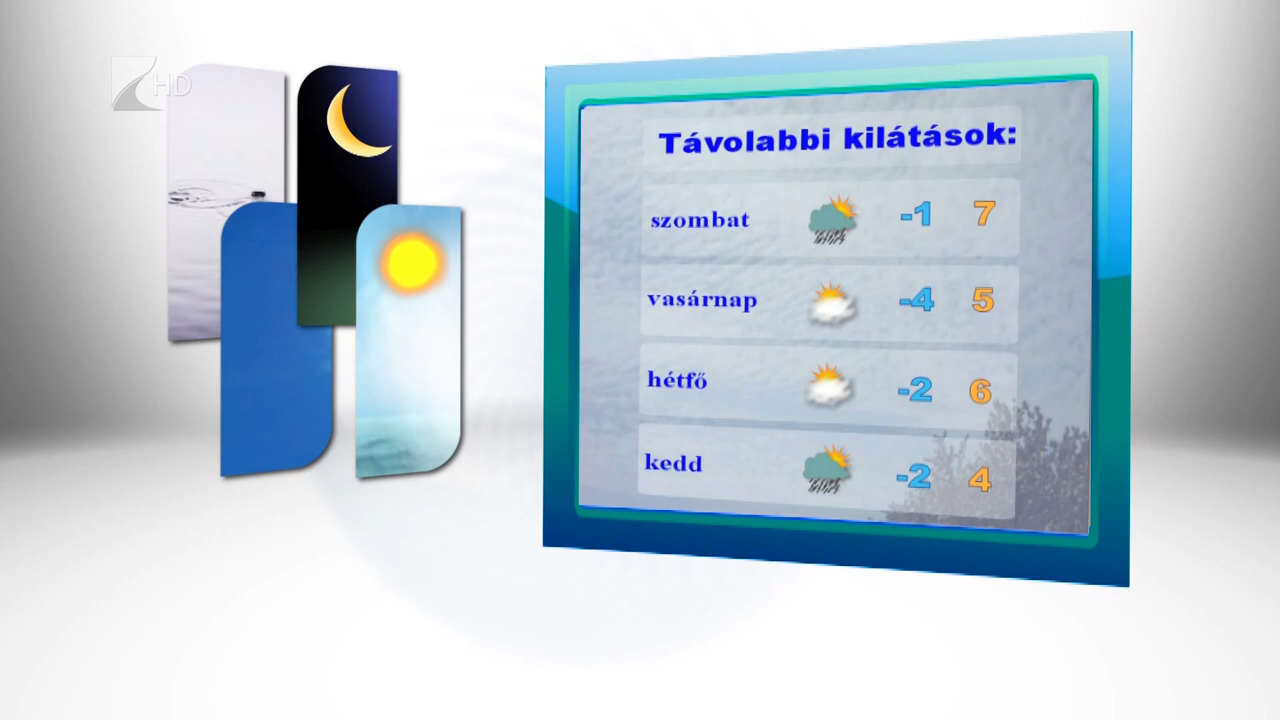 HD
Távolabbi kilátások:
szombat -1 7
vasárnap -4 5
hétfő -2 6
kedd -2 4